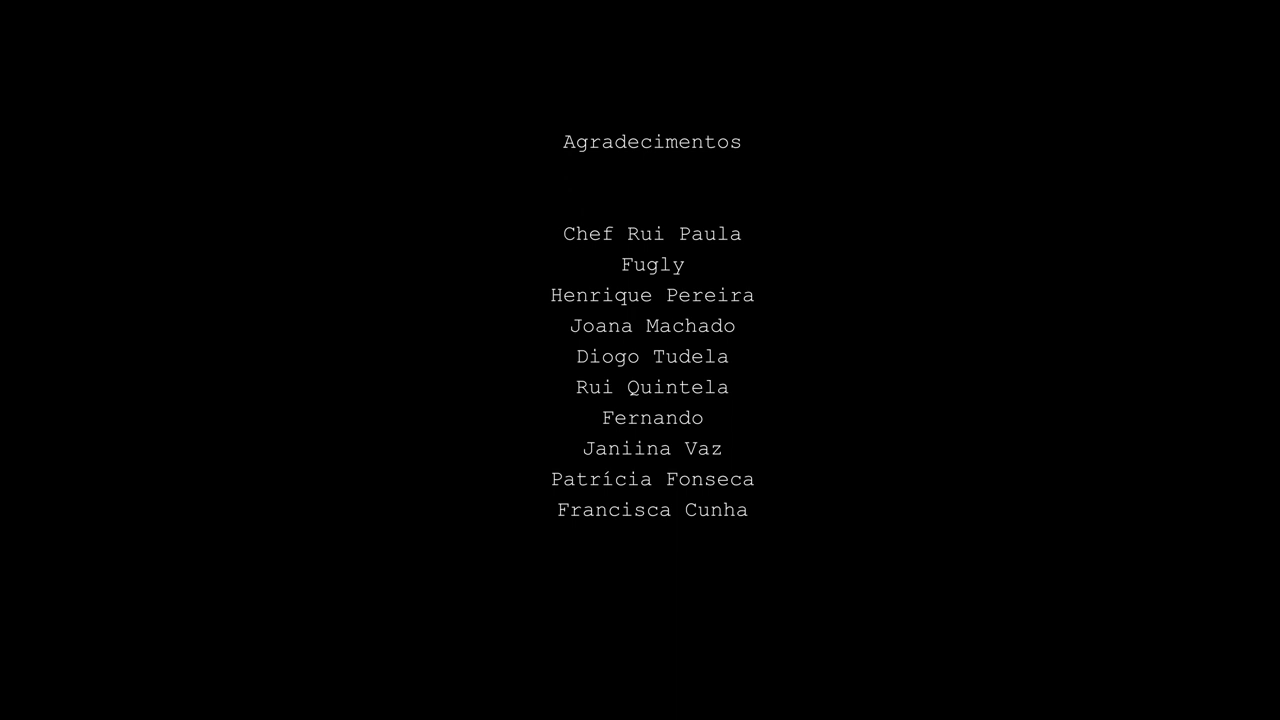 Agradecimentos
Chef Rui Paula
Fugly
Henrique Pereira
Joana Machado
Diogo Tudela
Rui Quintela
Fernando
Janiina Vaz
Patrícia Fonseca
Francisca Cunha